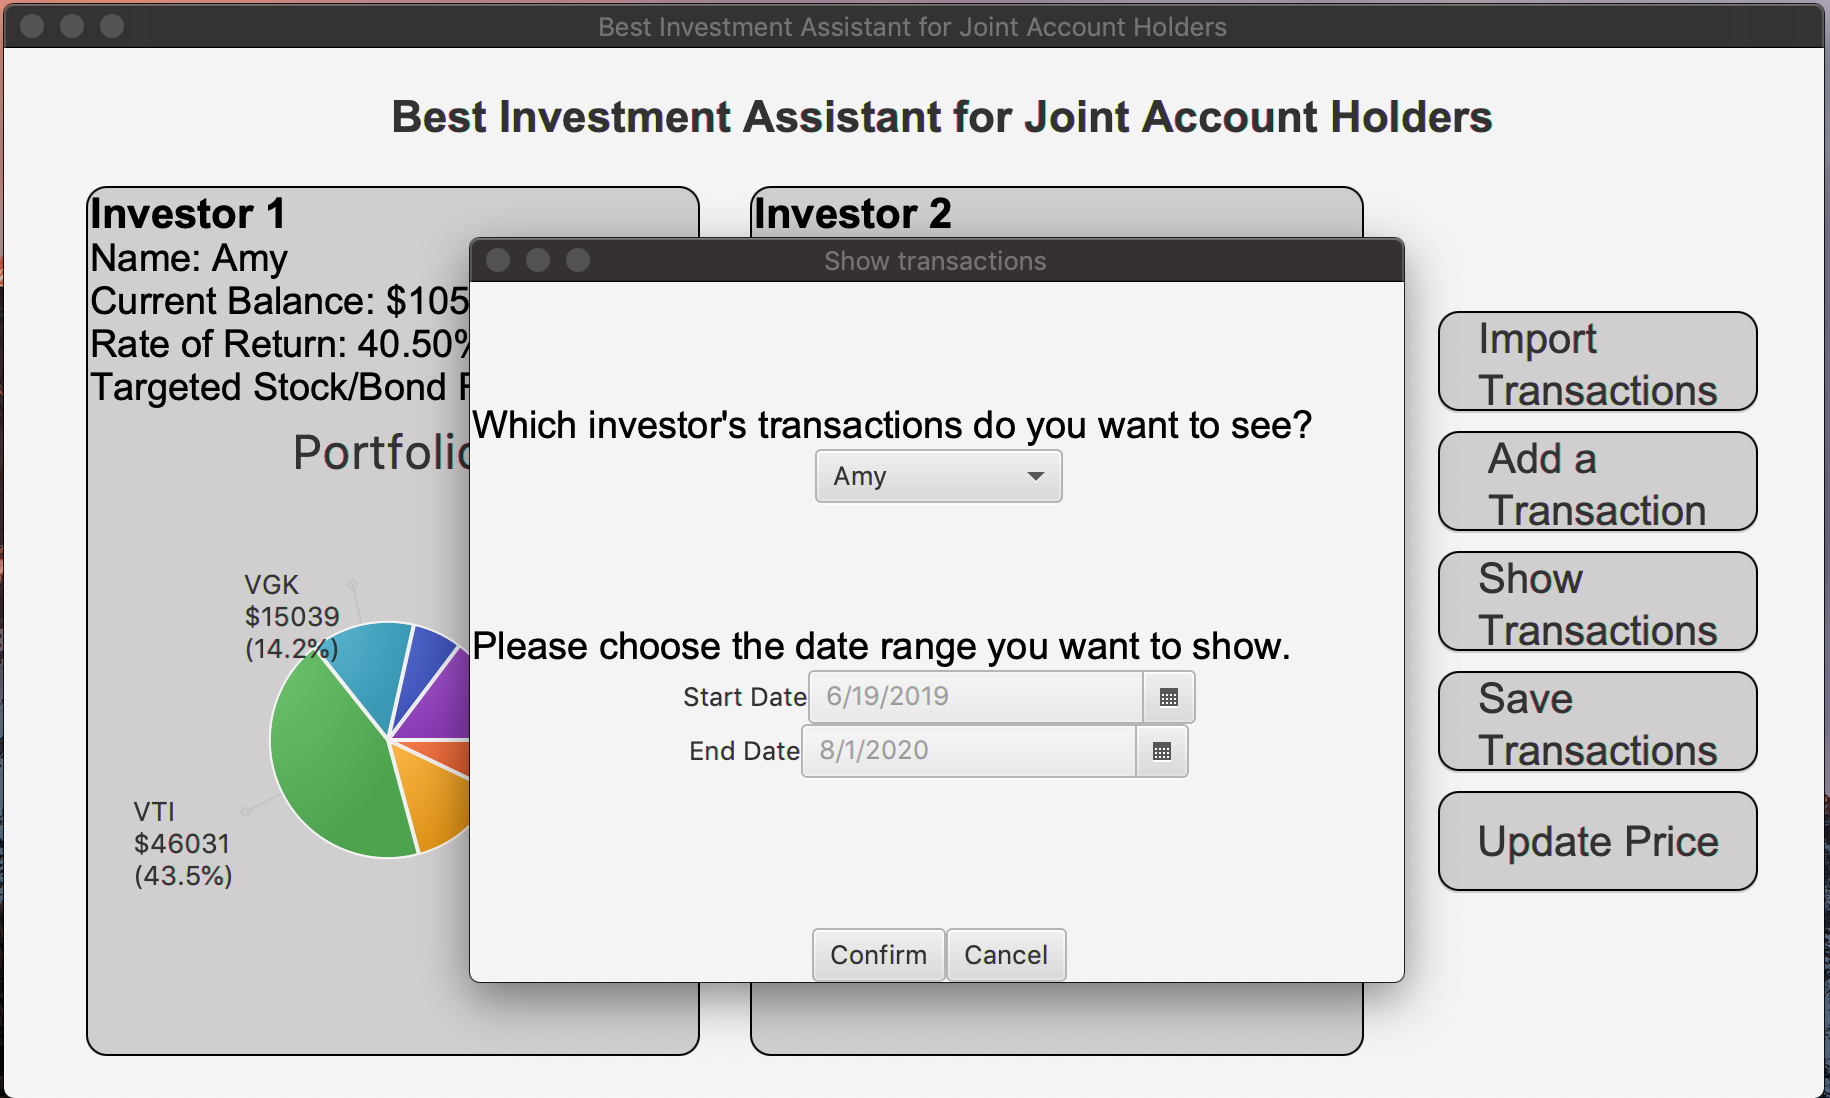 Best Investment Assistant for Joint Account Holders
Best Investment Assistant for Joint Account Holders
Investor 1
Name: Amy
Current Balance: $105
Rate of Return: 40.50%
Targeted Stock/Bond
Portfolio
VGK
$15039
(14.2%)
VTI
$46031
(43.5%)
Investor 2
Show transactions
Which investor's transactions do you want to see?
Amy
Please choose the date range you want to show.
Start Date 6/19/2019
End Date 8/1/2020
Confirm Cancel
Import
Transactions
Add a
Transaction
Show
Transactions
Save
Transactions
Update Price